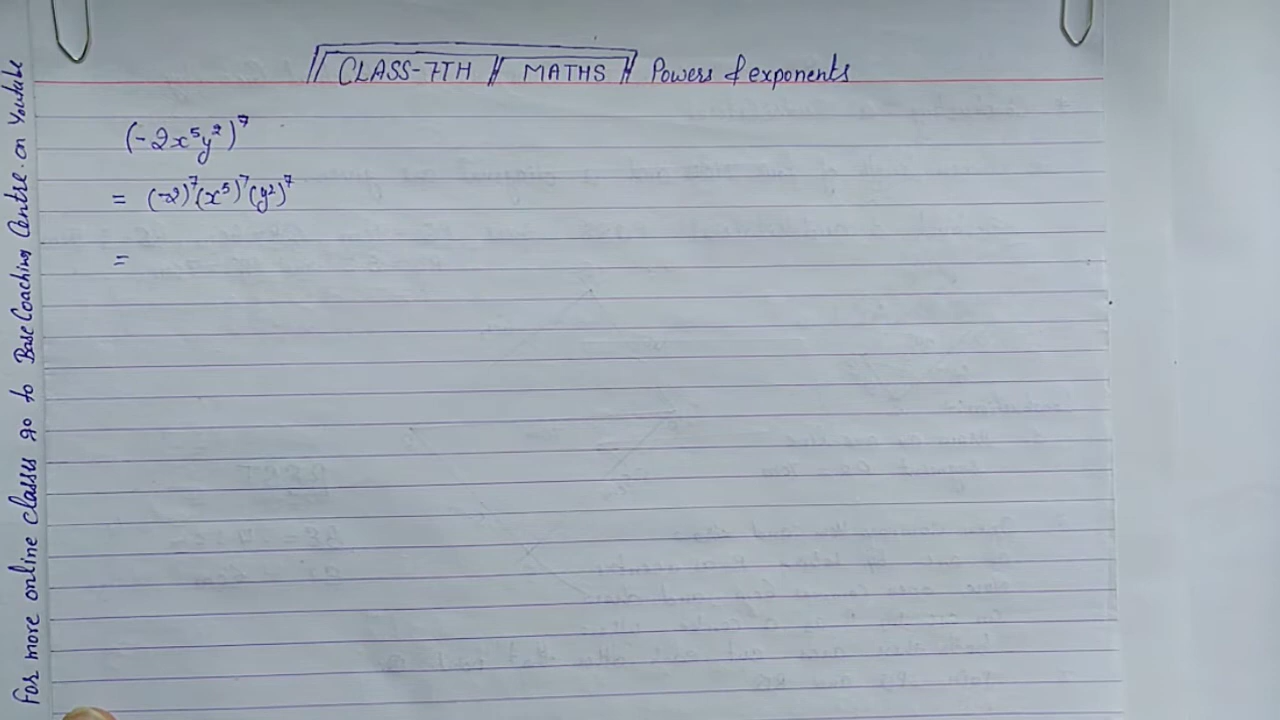 CLASS-7TH MATHS Powers & exponents
(-2x⁵y²)⁷
= (-2)⁷(x⁵)⁷(y²)⁷
=
For more online classes go to Base Coaching Centre. on Youtube